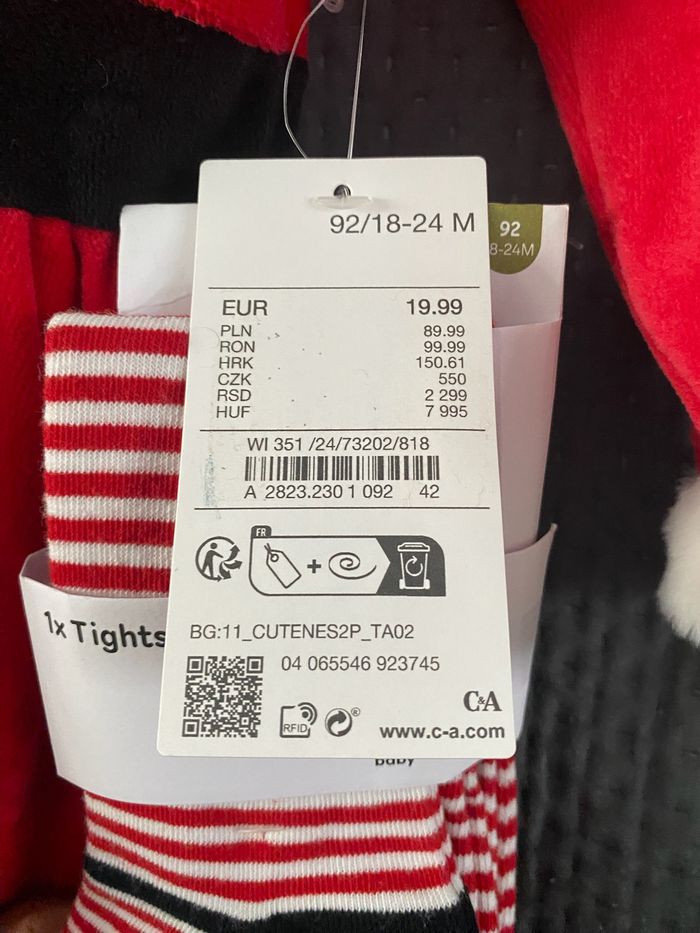 92/18-24 M
92
8-24M
EUR 19.99
PLN 89.99
RON 99.99
HRK 150.61
CZK 550
RSD 2 299
HUF 7 995
WI 351 /24/73202/818
A 2823.230 1 092 42
FR
+
1x Tights
BG:11_CUTENES2P_TA02
04 065546 923745
C&A
RFID
®
www.c-a.com
baby